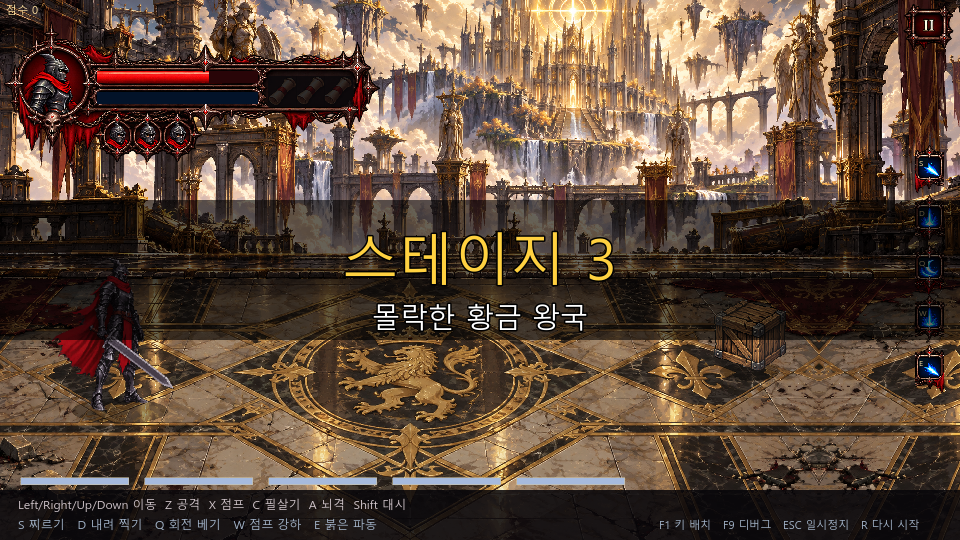 점수 0
스테이지 3
몰락한 황금 왕국
Left/Right/Up/Down 이동 Z 공격 X 점프 C 필살기 A 뇌격 Shift 대시
S 찌르기 D 내려 찍기 Q 회전 베기 W 점프 강하 E 붉은 파동
F1 키 배치 F9 디버그 ESC 일시정지 R 다시 시작